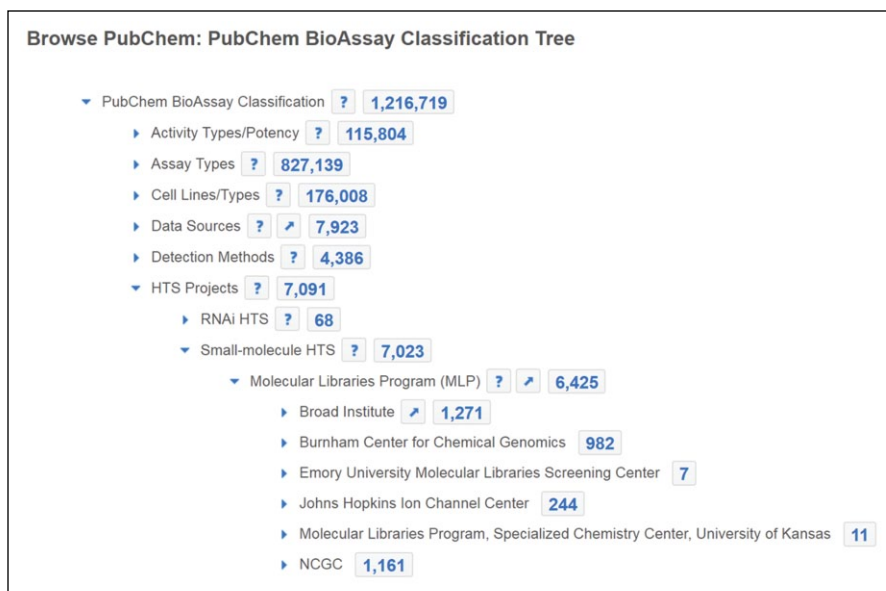 Browse PubChem: PubChem BioAssay Classification Tree
PubChem BioAssay Classification ? 1,216,719
Activity Types/Potency ? 115,804
Assay Types ? 827,139
Cell Lines/Types ? 176,008
Data Sources ? ↗ 7,923
Detection Methods ? 4,386
HTS Projects ? 7,091
RNAi HTS ? 68
Small-molecule HTS ? 7,023
Molecular Libraries Program (MLP) ? ↗ 6,425
Broad Institute ↗ 1,271
Burnham Center for Chemical Genomics 982
Emory University Molecular Libraries Screening Center 7
Johns Hopkins Ion Channel Center 244
Molecular Libraries Program, Specialized Chemistry Center, University of Kansas 11
NCGC 1,161